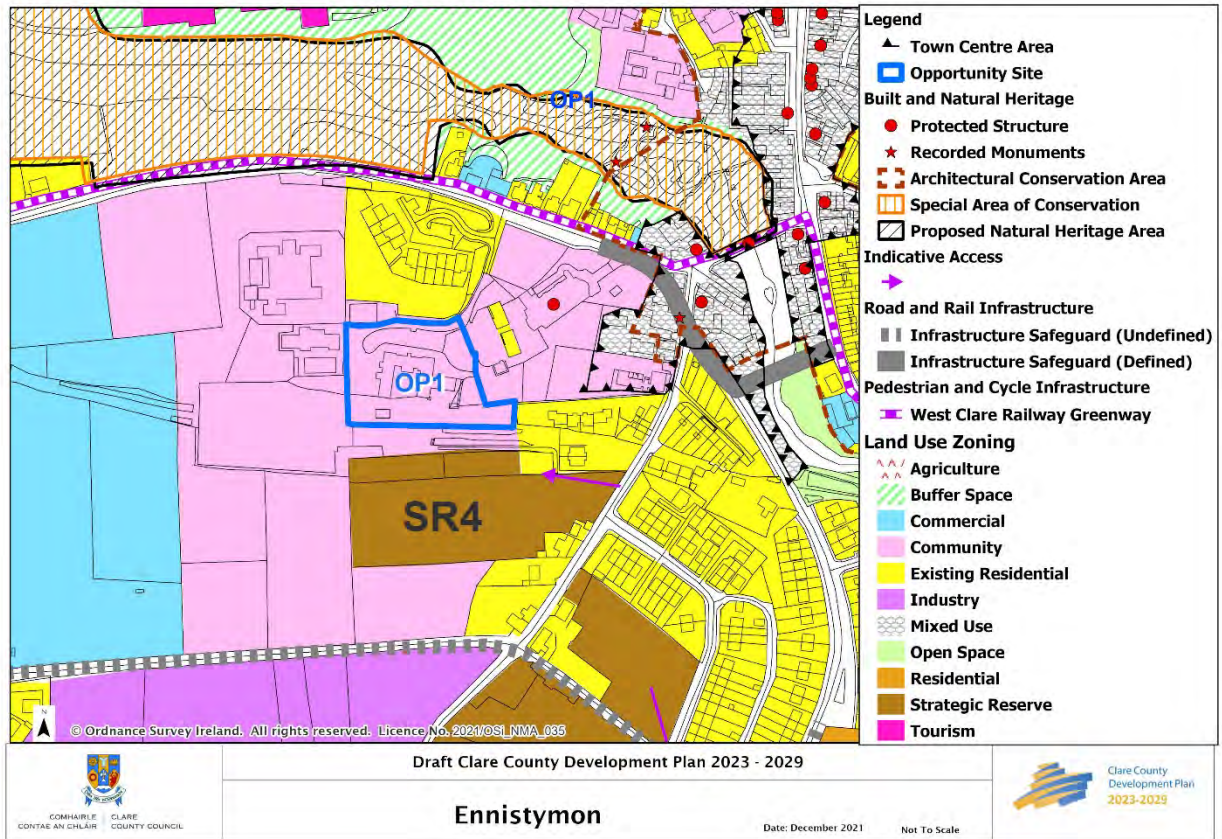 OP1
OP1
SR4
N
© Ordnance Survey Ireland. All rights reserved. Licence No. 2021/OSi_NMA_035
Legend
Town Centre Area
Opportunity Site
Built and Natural Heritage
Protected Structure
Recorded Monuments
Architectural Conservation Area
Special Area of Conservation
Proposed Natural Heritage Area
Indicative Access
Road and Rail Infrastructure
Infrastructure Safeguard (Undefined)
Infrastructure Safeguard (Defined)
Pedestrian and Cycle Infrastructure
West Clare Railway Greenway
Land Use Zoning
Agriculture
Buffer Space
Commercial
Community
Existing Residential
Industry
Mixed Use
Open Space
Residential
Strategic Reserve
Tourism
COMHAIRLE CLARE
CONTAE AN CHLÁIR COUNTY COUNCIL
Draft Clare County Development Plan 2023 - 2029
Ennistymon
Date: December 2021 Not To Scale
Clare County
Development Plan
2023-2029